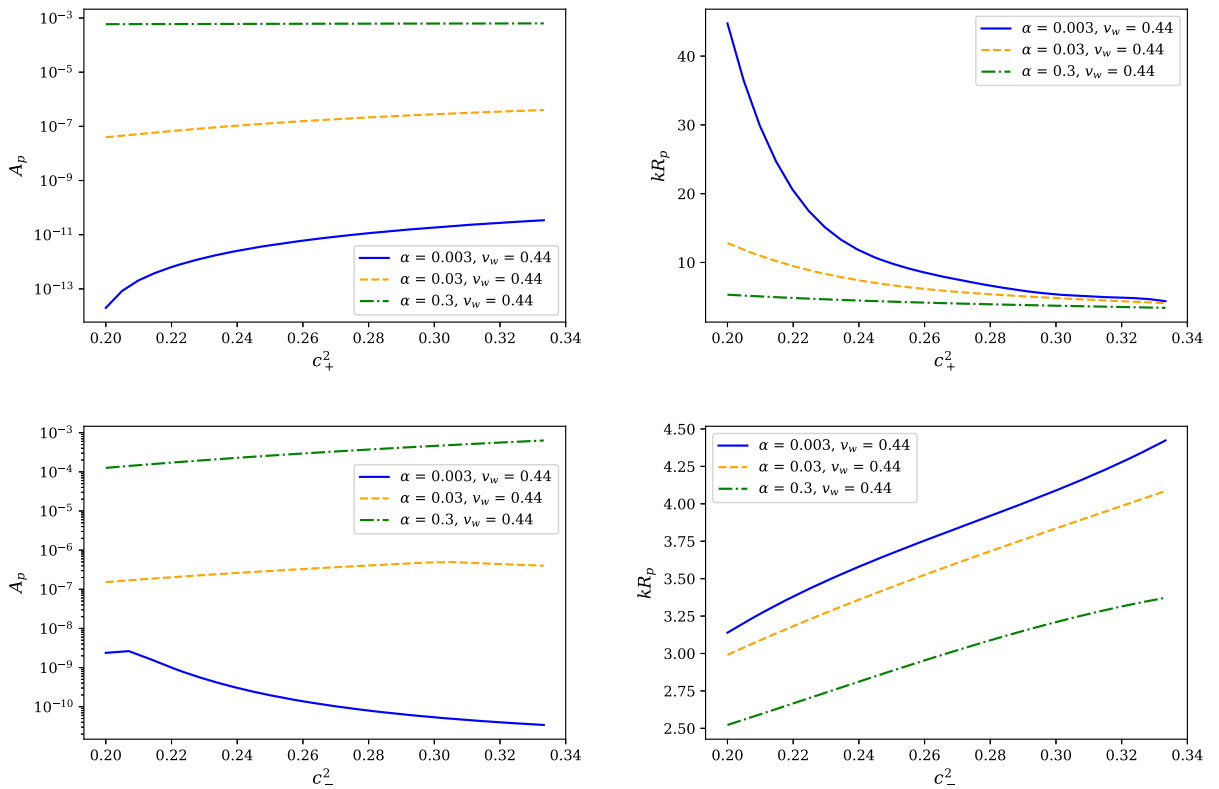 10⁻³
10⁻⁵
10⁻⁷
10⁻⁹
10⁻¹¹
10⁻¹³
A_p
α = 0.003, v_w = 0.44
α = 0.03, v_w = 0.44
α = 0.3, v_w = 0.44
0.20 0.22 0.24 0.26 0.28 0.30 0.32 0.34
c₊²
40
30
20
10
kR_p
α = 0.003, v_w = 0.44
α = 0.03, v_w = 0.44
α = 0.3, v_w = 0.44
0.20 0.22 0.24 0.26 0.28 0.30 0.32 0.34
c₊²
10⁻³
10⁻⁴
10⁻⁵
10⁻⁶
10⁻⁷
10⁻⁸
10⁻⁹
10⁻¹⁰
A_p
α = 0.003, v_w = 0.44
α = 0.03, v_w = 0.44
α = 0.3, v_w = 0.44
0.20 0.22 0.24 0.26 0.28 0.30 0.32 0.34
c₋²
4.50
4.25
4.00
3.75
3.50
3.25
3.00
2.75
2.50
kR_p
α = 0.003, v_w = 0.44
α = 0.03, v_w = 0.44
α = 0.3, v_w = 0.44
0.20 0.22 0.24 0.26 0.28 0.30 0.32 0.34
c₋²